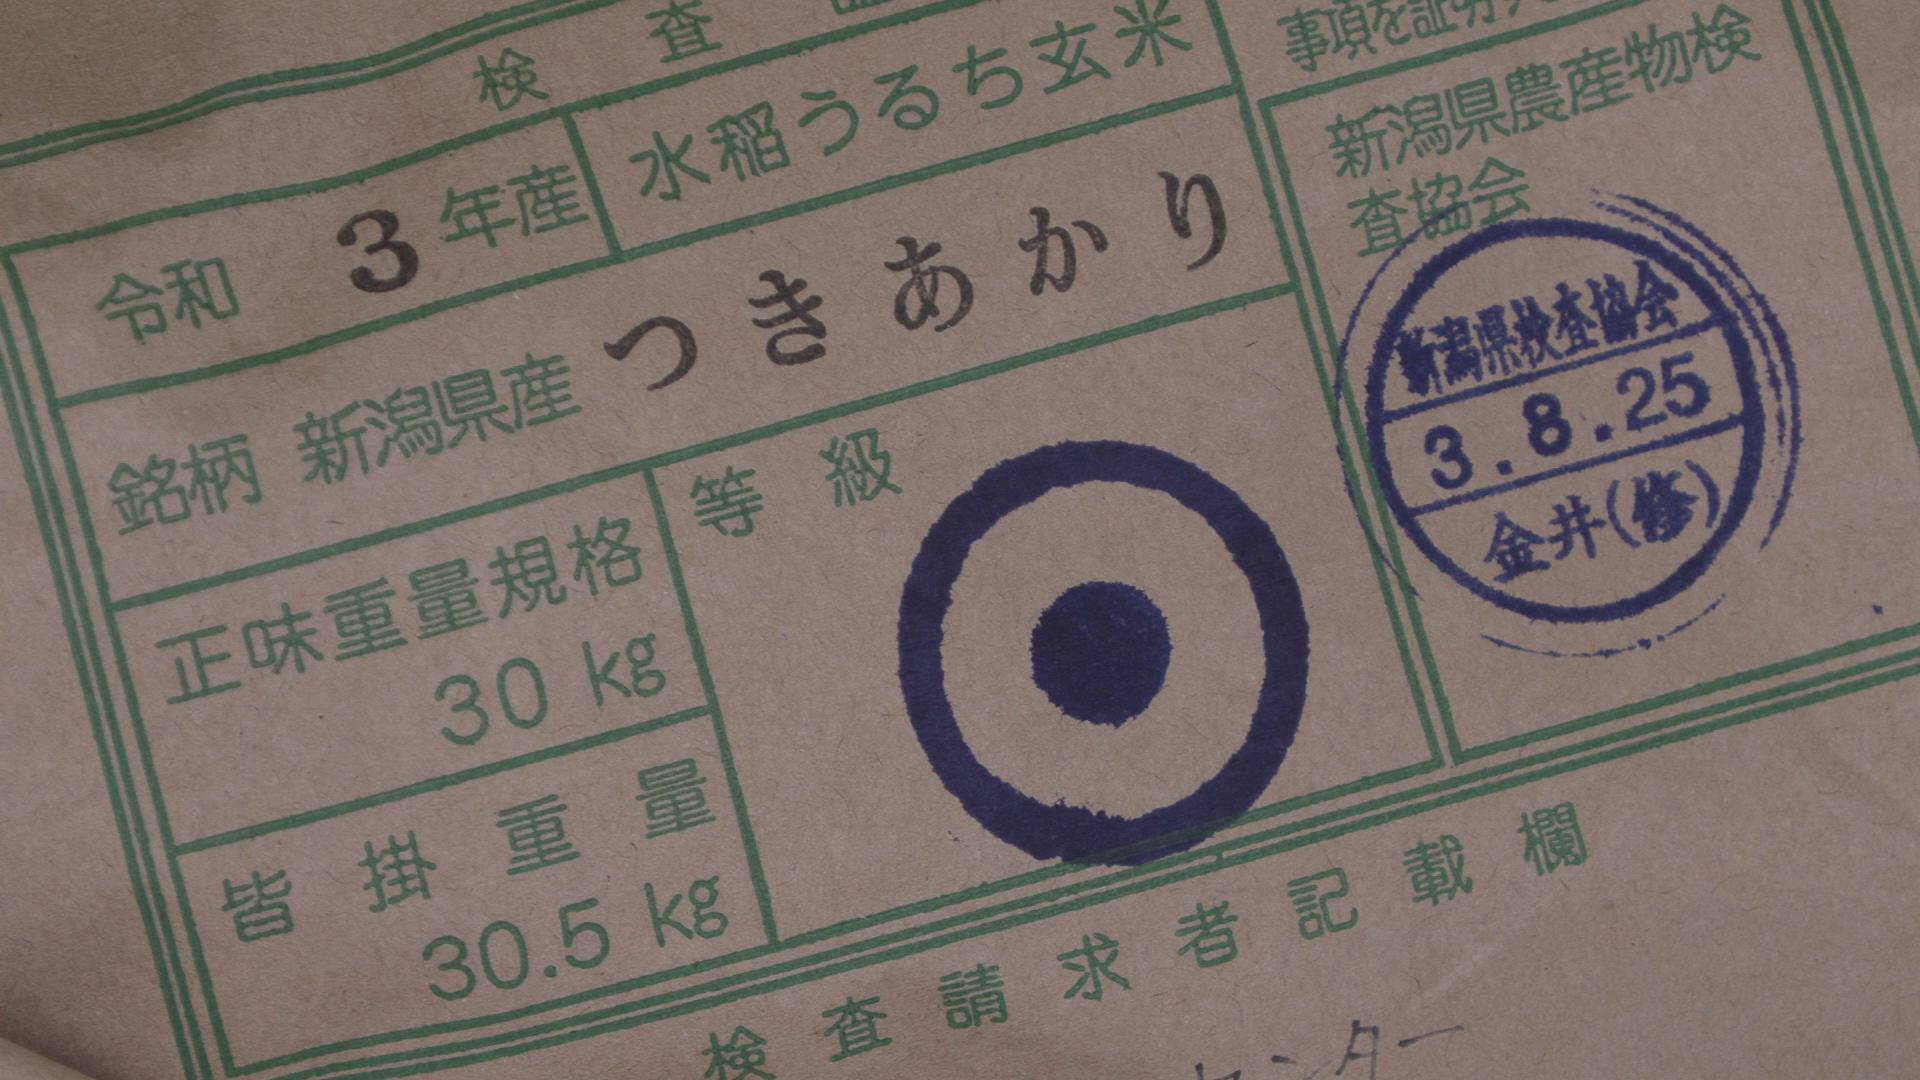 検査
事項を証明
令和 3 年産
水稲うるち玄米
銘柄 新潟県産 つきあかり
正味重量規格
30 kg
皆掛重量
30.5 kg
等級
新潟県農産物検
査協会
新潟県検査協会
3.8.25
金井(修)
検査請求者記載欄
センター